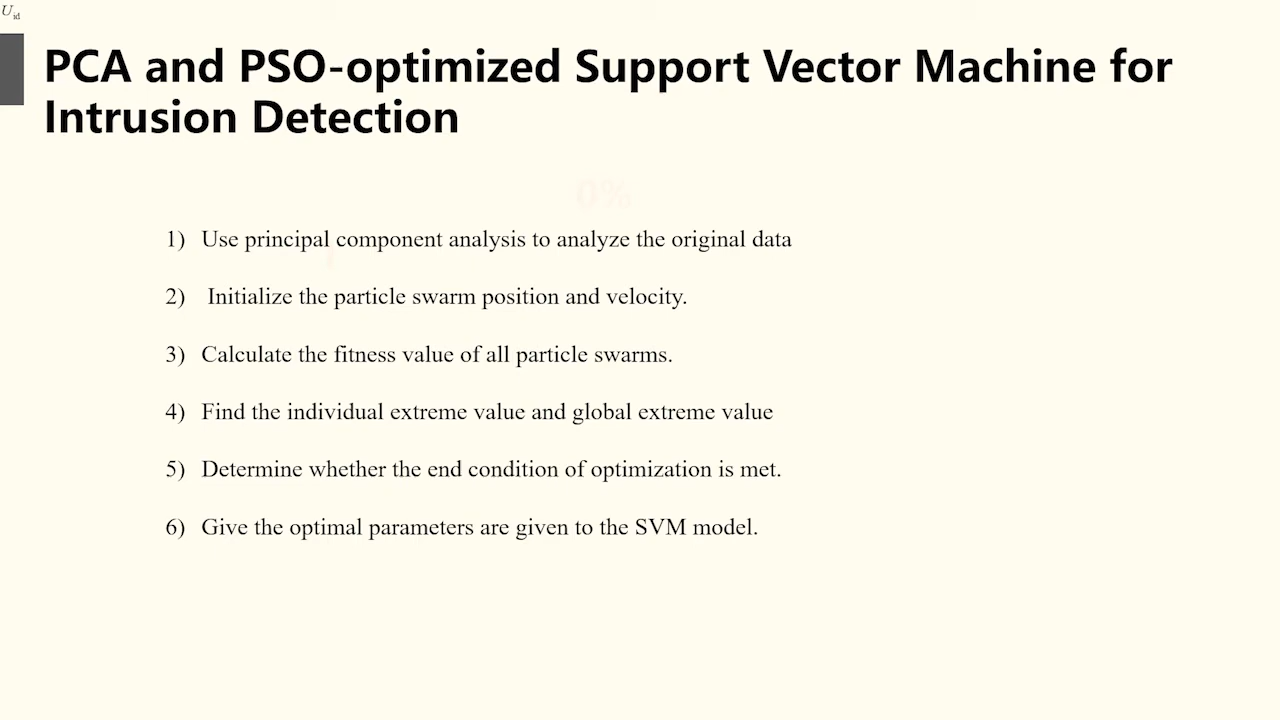 U_id
PCA and PSO-optimized Support Vector Machine for
Intrusion Detection
0%
1) Use principal component analysis to analyze the original data
2) Initialize the particle swarm position and velocity.
3) Calculate the fitness value of all particle swarms.
4) Find the individual extreme value and global extreme value
5) Determine whether the end condition of optimization is met.
6) Give the optimal parameters are given to the SVM model.